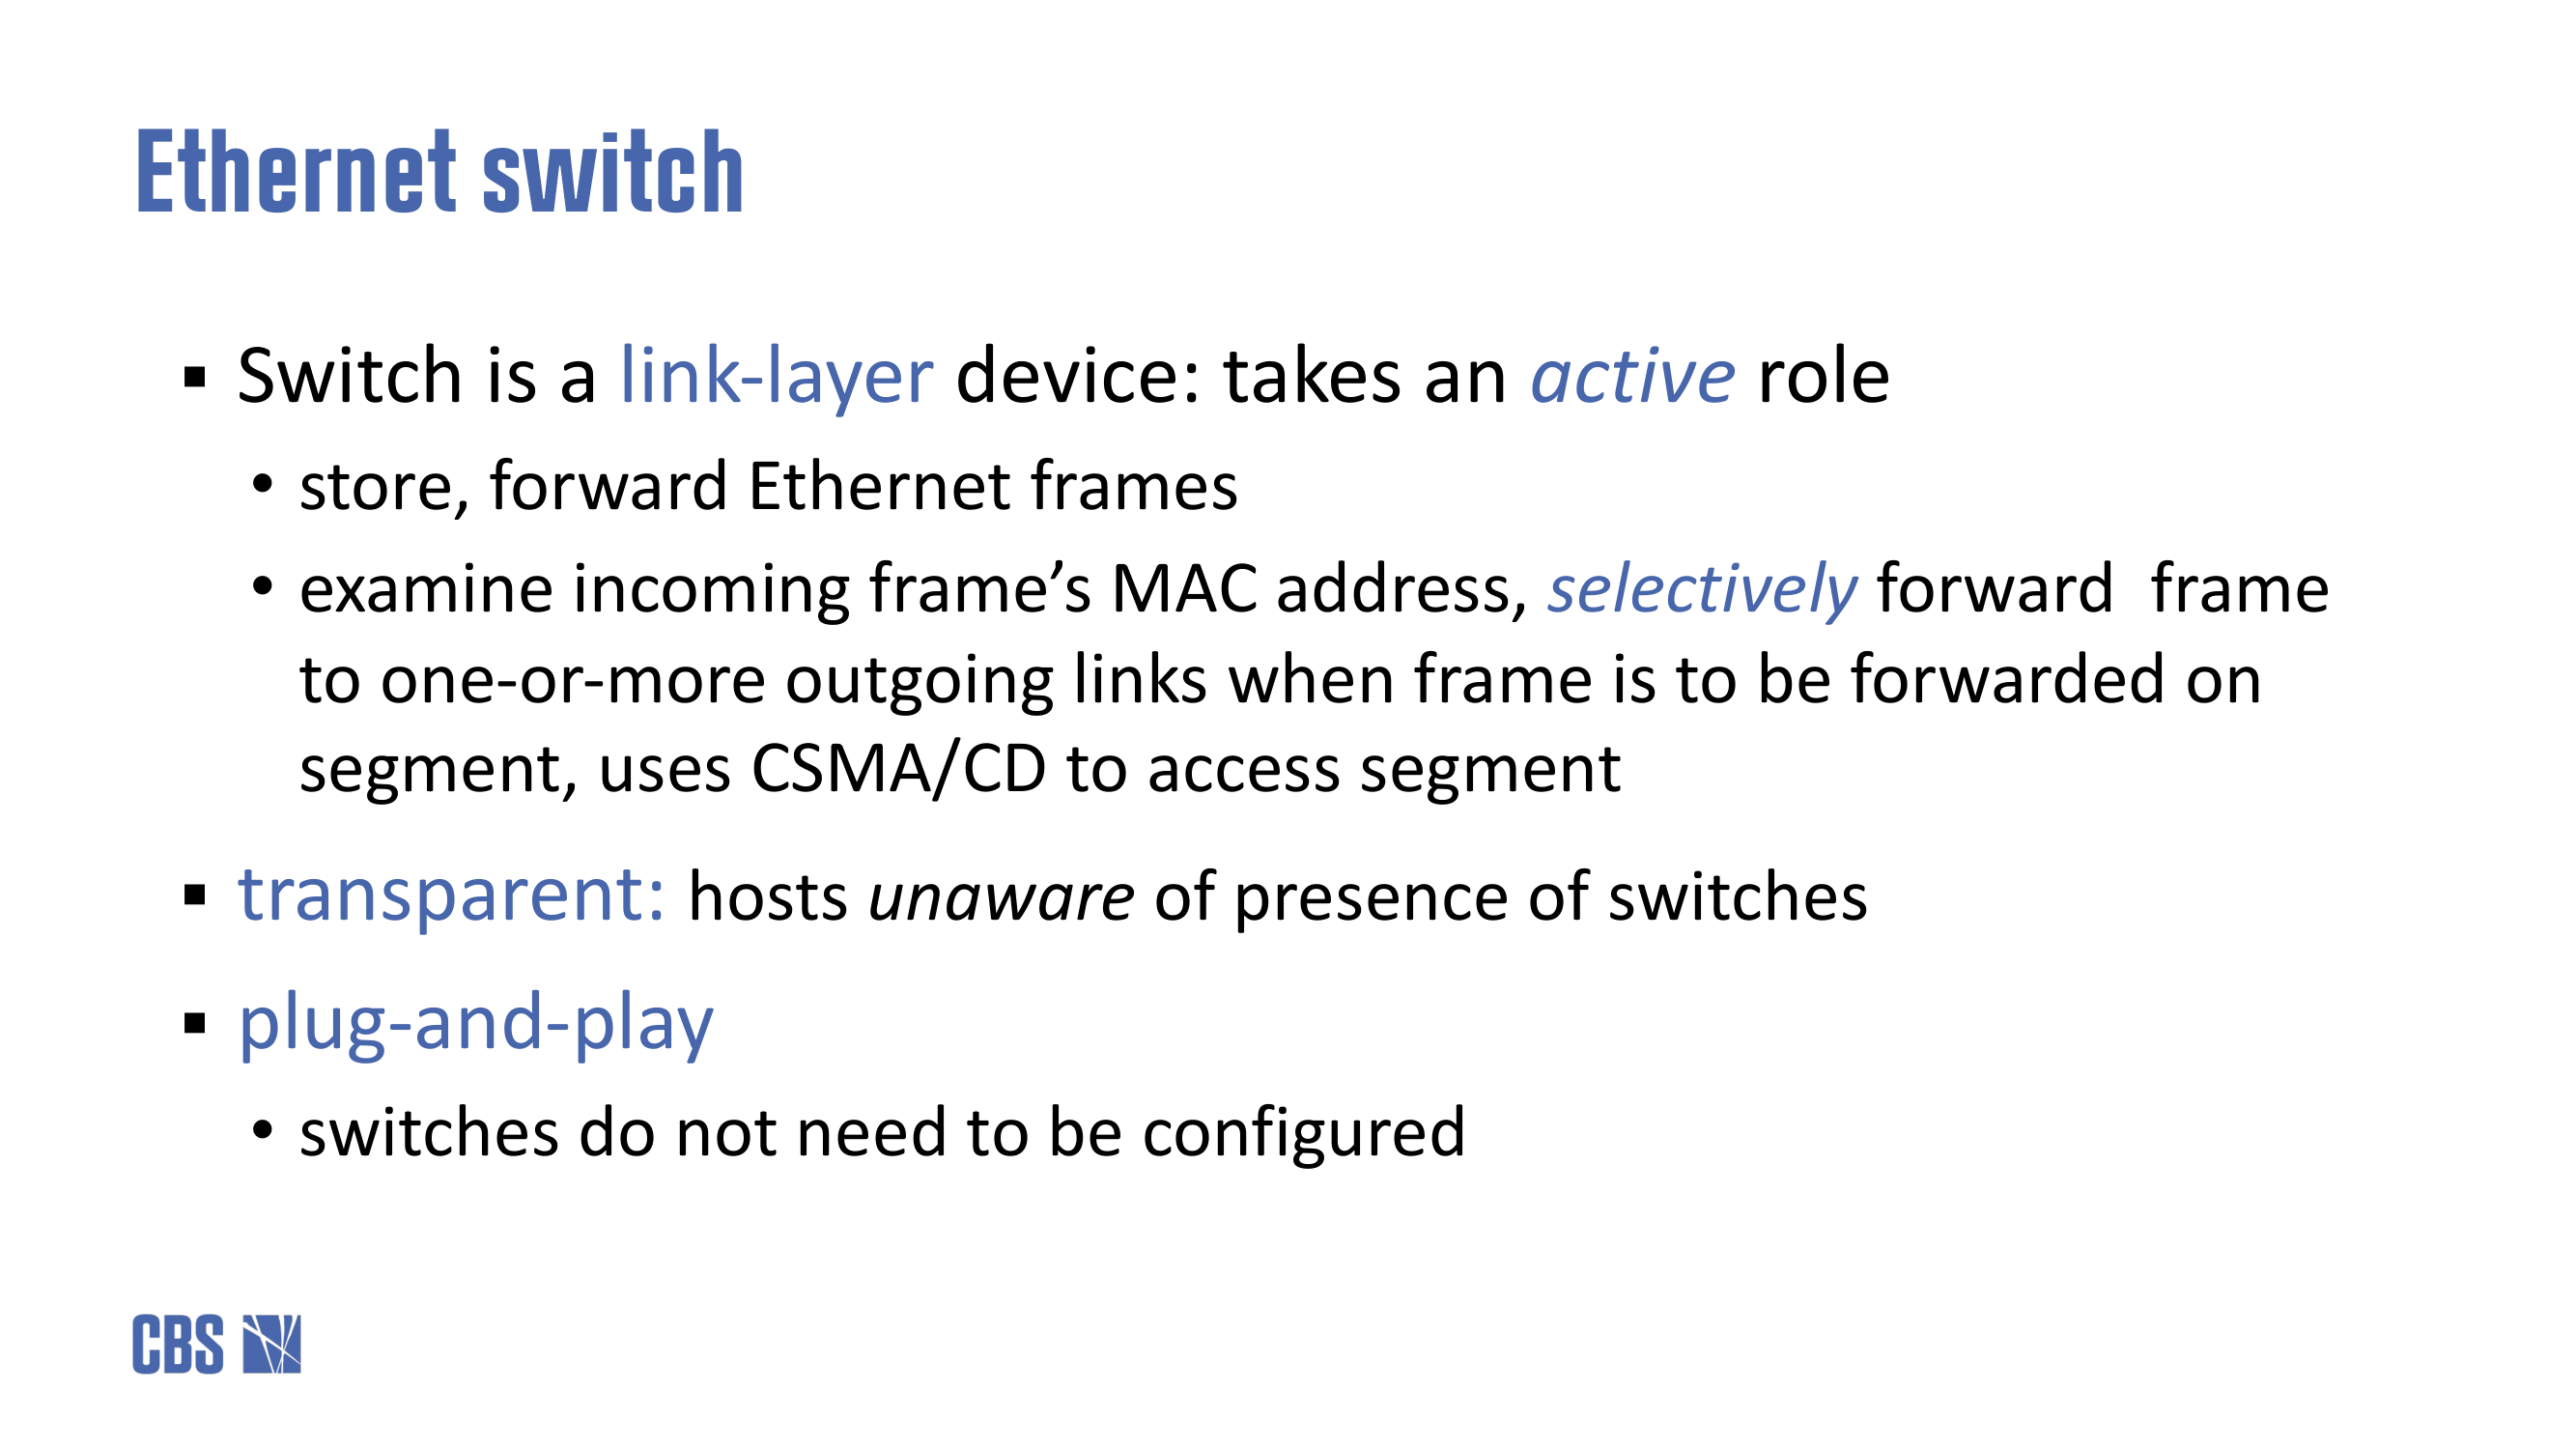 Ethernet switch
▪ Switch is a link-layer device: takes an active role
• store, forward Ethernet frames
• examine incoming frame’s MAC address, selectively forward  frame
to one-or-more outgoing links when frame is to be forwarded on
segment, uses CSMA/CD to access segment
▪ transparent: hosts unaware of presence of switches
▪ plug-and-play
• switches do not need to be configured
CBS